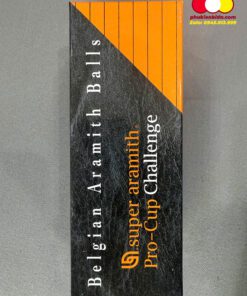 phukienbida.com
Belgian Aramith Balls
super aramith
Pro-Cup Challenge